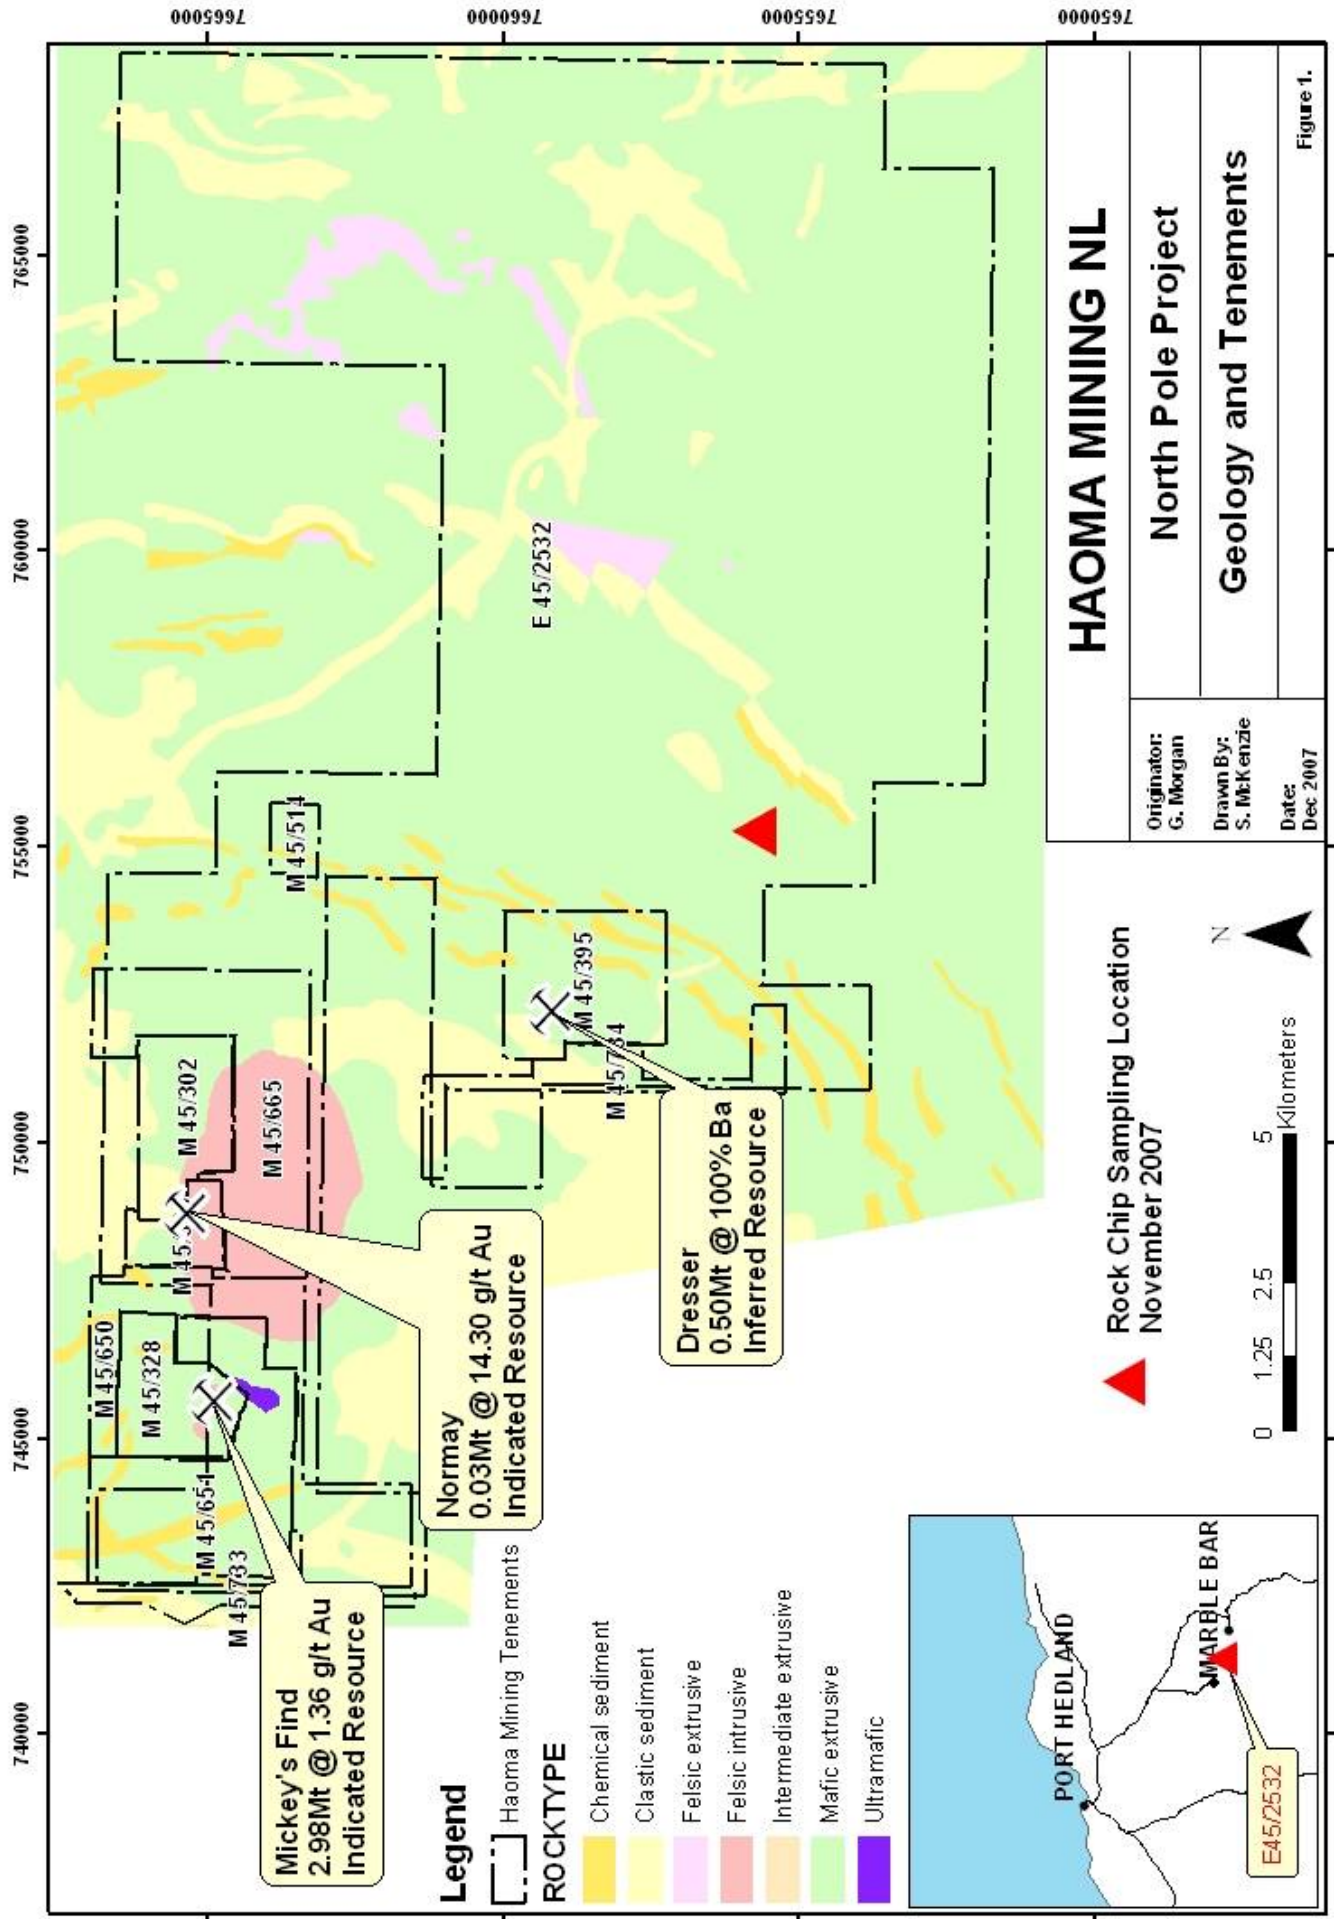 740000
745000
750000
755000
760000
765000
7665000
7660000
7655000
7650000
M 45/650
M 45/328
M 45/302
M 45/665
M 45/514
M 45/654
M 45/733
M 45/395
M 45/784
E 45/2532
Mickey's Find
2.98Mt @ 1.36 g/t Au
Indicated Resource
Normay
0.03Mt @ 14.30 g/t Au
Indicated Resource
Dresser
0.50Mt @ 100% Ba
Inferred Resource
Legend
Haoma Mining Tenements
ROCKTYPE
Chemical sediment
Clastic sediment
Felsic extrusive
Felsic intrusive
Intermediate extrusive
Mafic extrusive
Ultramafic
PORT HEDLAND
MARBLE BAR
E45/2532
Rock Chip Sampling Location
November 2007
0 1.25 2.5 5
Kilometers
N
HAOMA MINING NL
Originator:
G. Morgan
North Pole Project
Drawn By:
S. McKenzie
Geology and Tenements
Date:
Dec 2007
Figure 1.